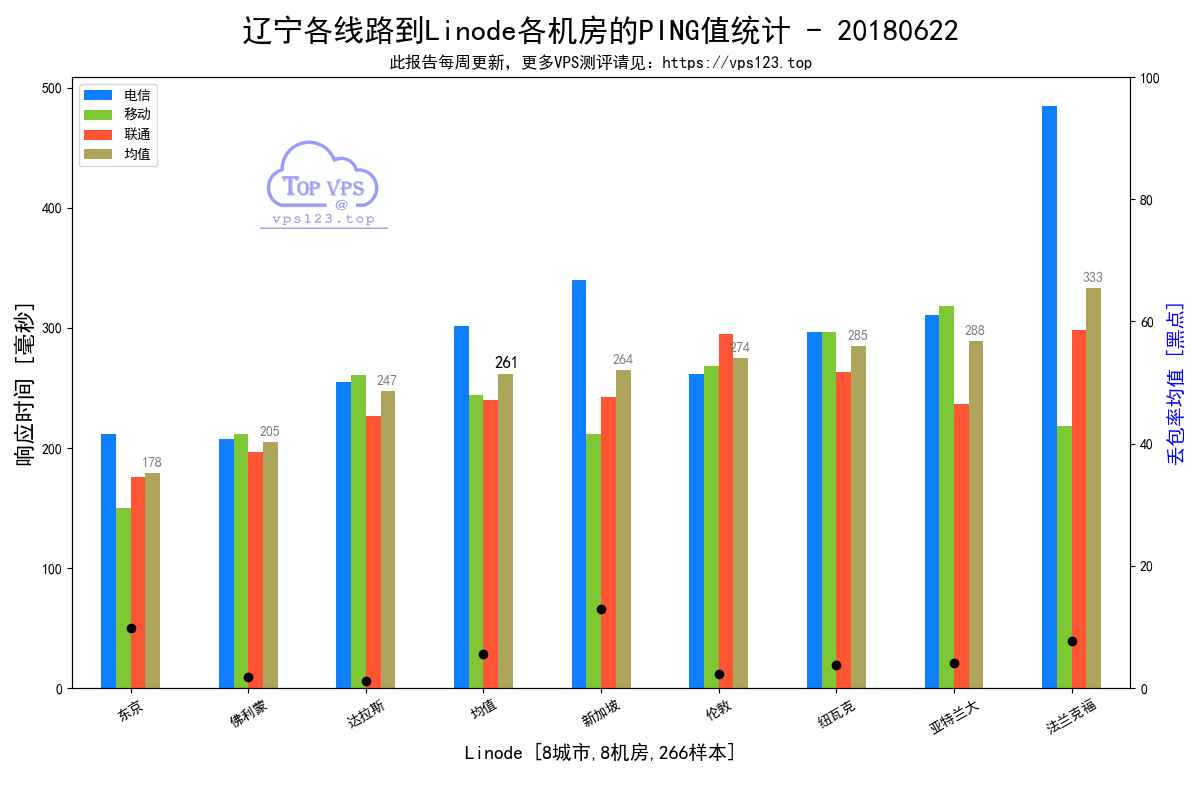 辽宁各线路到Linode各机房的PING值统计 - 20180622
此报告每周更新，更多VPS测评请见：https://vps123.top
电信
移动
联通
均值
TOP VPS
@
vps123.top
响应时间 [毫秒]
500
400
300
200
100
0
178
205
247
261
264
274
285
288
333
100
80
60
40
20
0
丢包率均值 [黑点]
东京
佛利蒙
达拉斯
均值
新加坡
伦敦
纽瓦克
亚特兰大
法兰克福
Linode [8城市,8机房,266样本]